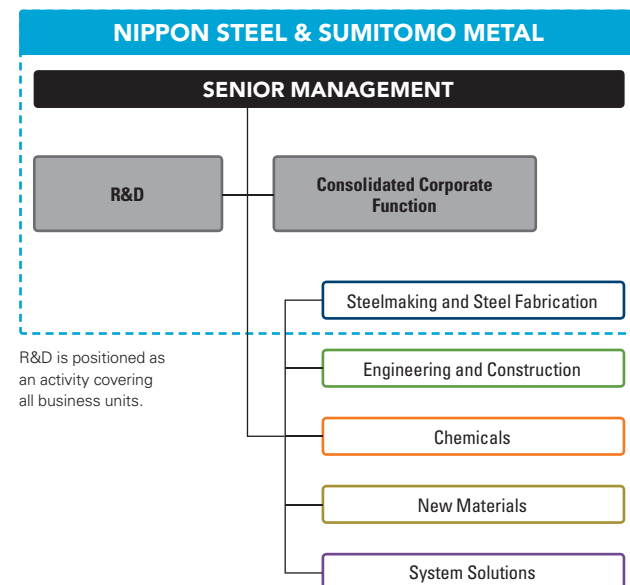 NIPPON STEEL & SUMITOMO METAL
SENIOR MANAGEMENT
R&D
Consolidated Corporate
Function
Steelmaking and Steel Fabrication
R&D is positioned as
an activity covering
all business units.
Engineering and Construction
Chemicals
New Materials
System Solutions